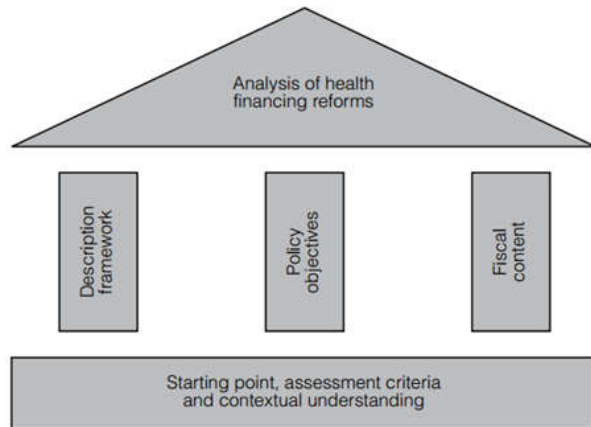 Analysis of health
financing reforms
Description
framework
Policy
objectives
Fiscal
content
Starting point, assessment criteria
and contextual understanding